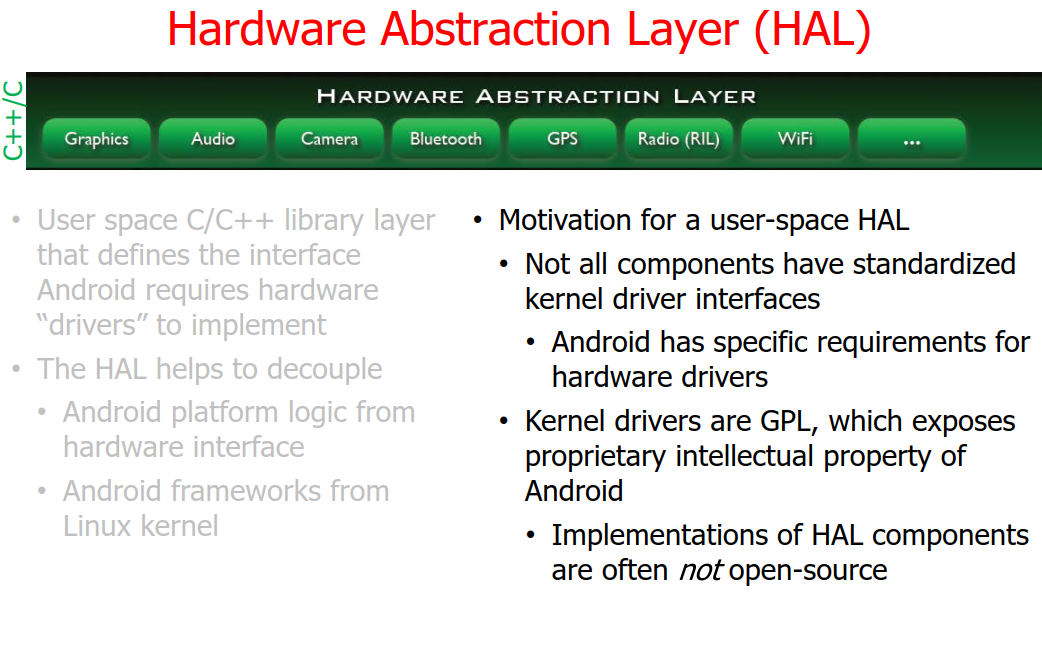 Hardware Abstraction Layer (HAL)
C++/C
HARDWARE ABSTRACTION LAYER
Graphics
Audio
Camera
Bluetooth
GPS
Radio (RIL)
WiFi
...
• User space C/C++ library layer
that defines the interface
Android requires hardware
“drivers” to implement
• The HAL helps to decouple
• Android platform logic from
hardware interface
• Android frameworks from
Linux kernel
• Motivation for a user-space HAL
• Not all components have standardized
kernel driver interfaces
• Android has specific requirements for
hardware drivers
• Kernel drivers are GPL, which exposes
proprietary intellectual property of
Android
• Implementations of HAL components
are often not open-source